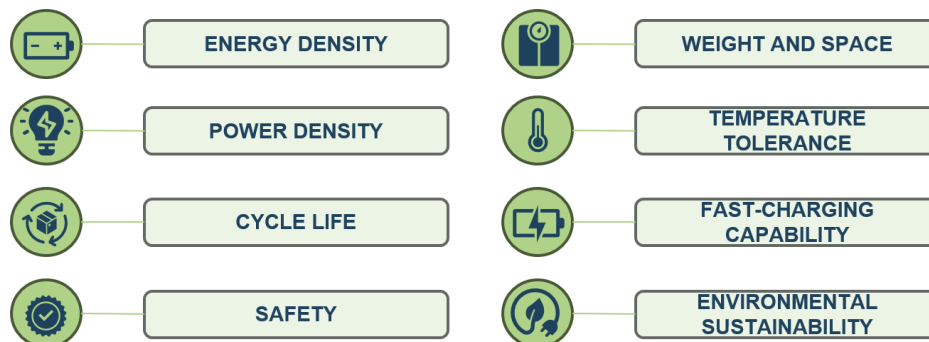 ENERGY DENSITY
POWER DENSITY
CYCLE LIFE
SAFETY
WEIGHT AND SPACE
TEMPERATURE
TOLERANCE
FAST-CHARGING
CAPABILITY
ENVIRONMENTAL
SUSTAINABILITY